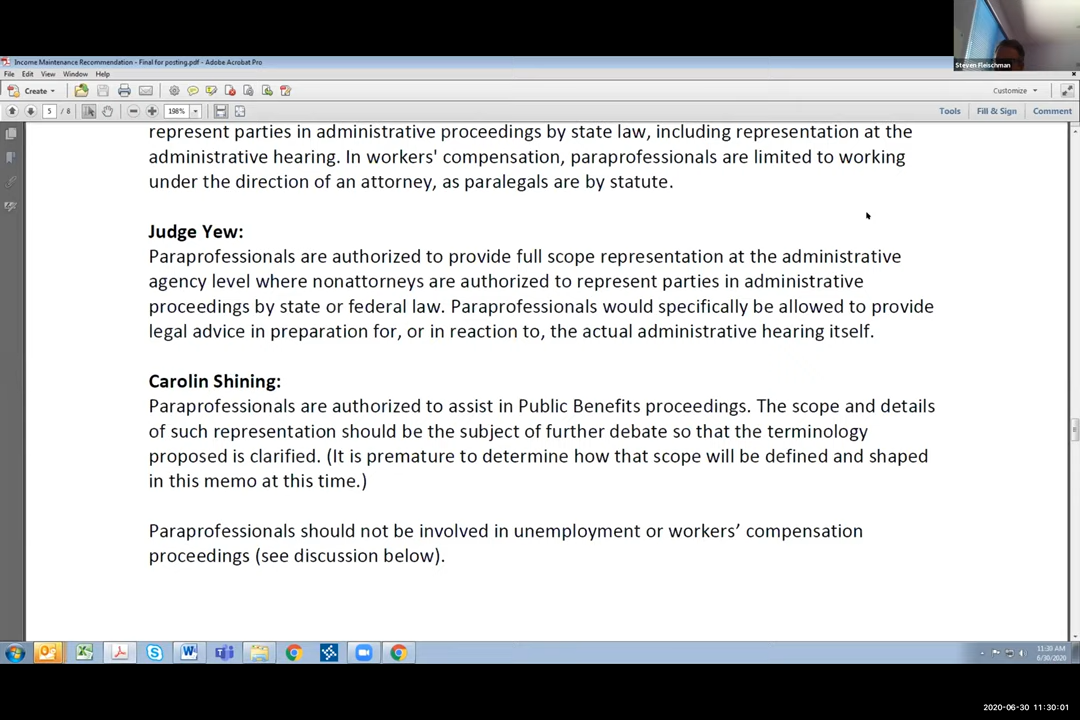 Steven Fleischman
Income Maintenance Recommendation - Final for posting.pdf - Adobe Acrobat Pro
File Edit View Window Help
Create Customize
5 / 8 198% Tools Fill & Sign Comment
represent parties in administrative proceedings by state law, including representation at the
administrative hearing. In workers' compensation, paraprofessionals are limited to working
under the direction of an attorney, as paralegals are by statute.
Judge Yew:
Paraprofessionals are authorized to provide full scope representation at the administrative
agency level where nonattorneys are authorized to represent parties in administrative
proceedings by state or federal law. Paraprofessionals would specifically be allowed to provide
legal advice in preparation for, or in reaction to, the actual administrative hearing itself.
Carolin Shining:
Paraprofessionals are authorized to assist in Public Benefits proceedings. The scope and details
of such representation should be the subject of further debate so that the terminology
proposed is clarified. (It is premature to determine how that scope will be defined and shaped
in this memo at this time.)
Paraprofessionals should not be involved in unemployment or workers’ compensation
proceedings (see discussion below).
11:30 AM
6/30/2020
2020-06-30 11:30:01